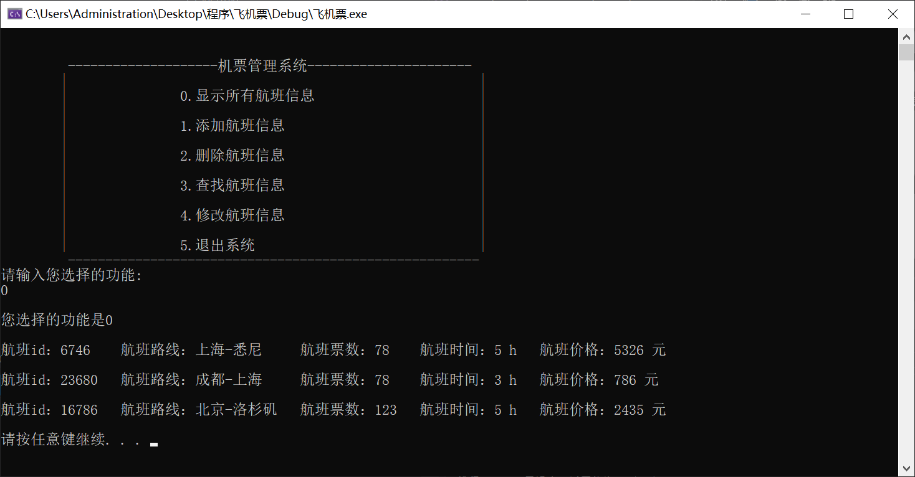 C:\Users\Administration\Desktop\程序\飞机票\Debug\飞机票.exe
--------------------机票管理系统----------------------
0.显示所有航班信息
1.添加航班信息
2.删除航班信息
3.查找航班信息
4.修改航班信息
5.退出系统
-------------------------------------------------------
请输入您选择的功能:
0
您选择的功能是0
航班id: 6746 航班路线: 上海-悉尼 航班票数: 78 航班时间: 5 h 航班价格: 5326 元
航班id: 23680 航班路线: 成都-上海 航班票数: 78 航班时间: 3 h 航班价格: 786 元
航班id: 16786 航班路线: 北京-洛杉矶 航班票数: 123 航班时间: 5 h 航班价格: 2435 元
请按任意键继续. . .